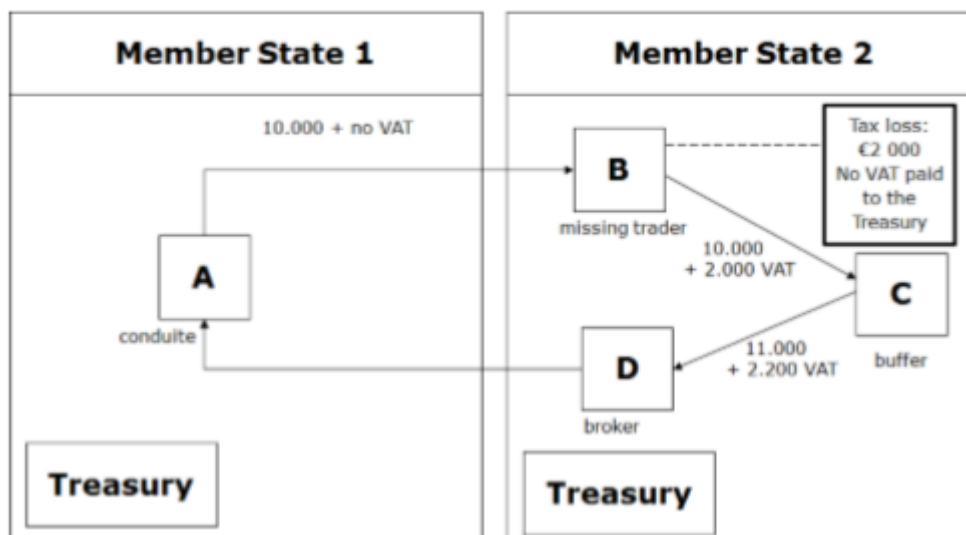 Member State 1
Member State 2
10.000 + no VAT
Tax loss:
€2 000
No VAT paid
to the
Treasury
B
missing trader
10.000
+ 2.000 VAT
A
conduite
C
buffer
11.000
+ 2.200 VAT
D
broker
Treasury
Treasury